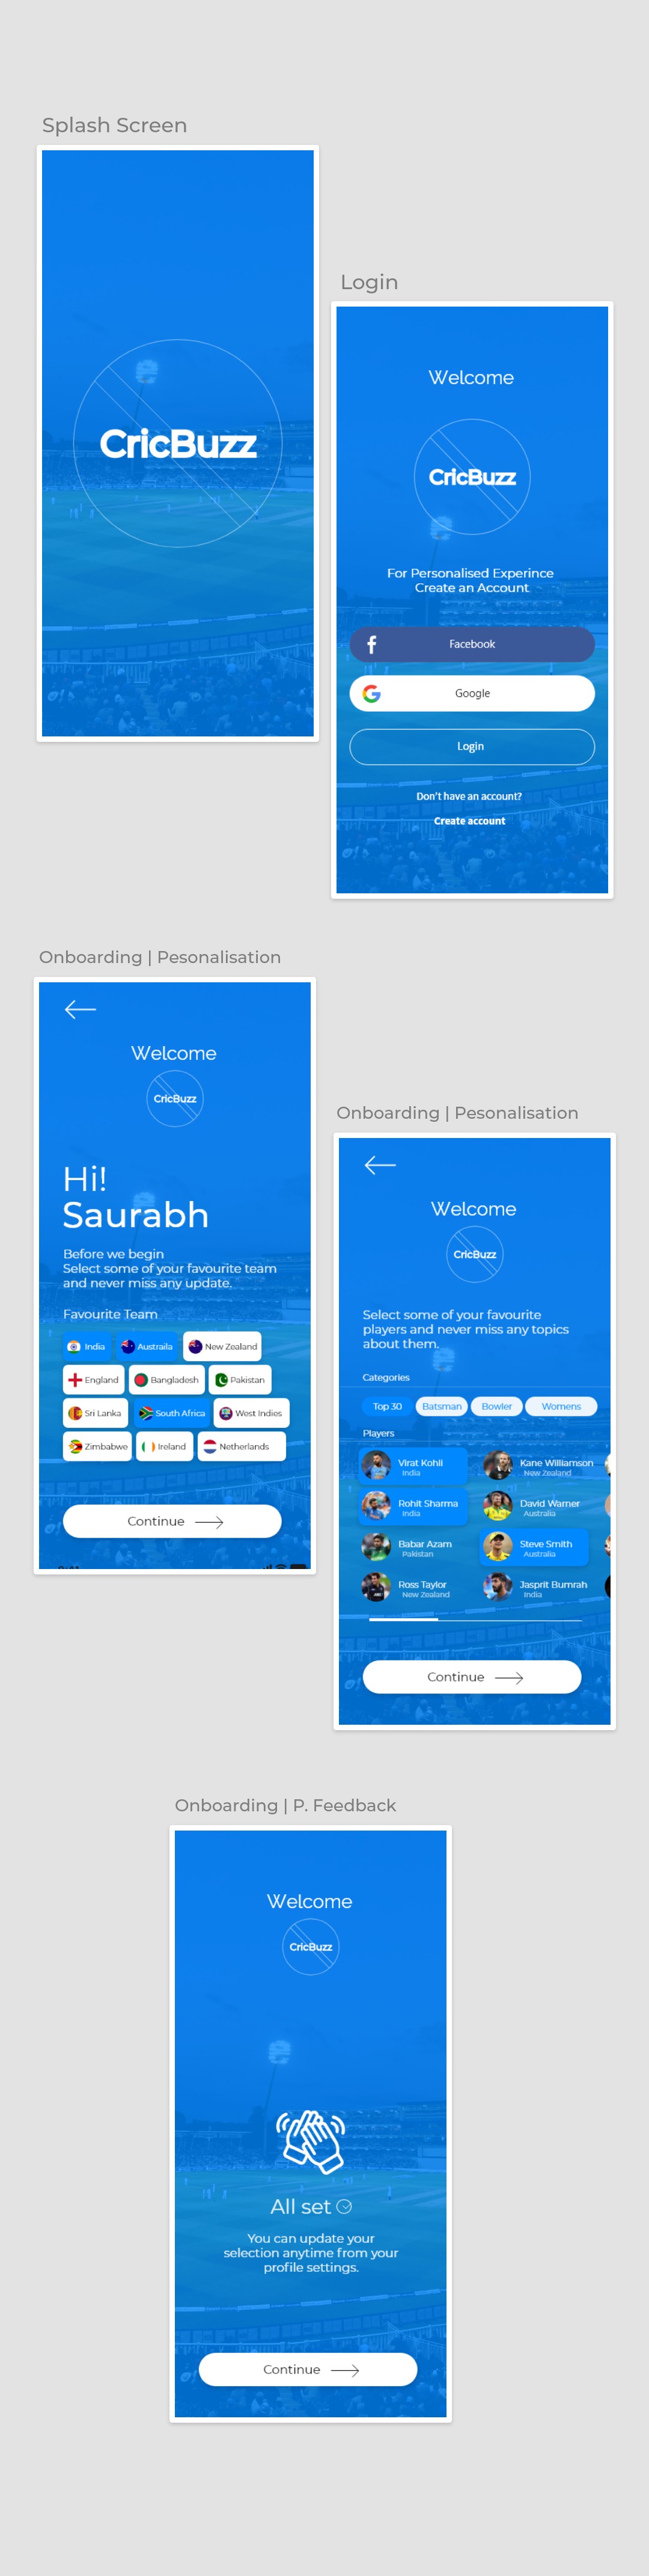 Splash Screen
CricBuzz
Login
Welcome
CricBuzz
For Personalised Experince
Create an Account
Facebook
Google
Login
Don't have an account?
Create account
Onboarding | Pesonalisation
Welcome
CricBuzz
Hi!
Saurabh
Before we begin
Select some of your favourite team
and never miss any update.
Favourite Team
India Austraila New Zealand
England Bangladesh Pakistan
Sri Lanka South Africa West Indies
Zimbabwe Ireland Netherlands
Continue
Onboarding | Pesonalisation
Welcome
CricBuzz
Select some of your favourite
players and never miss any topics
about them.
Categories
Top 30 Batsman Bowler Womens
Players
Virat Kohli Kane Williamson
India New Zealand
Rohit Sharma David Warner
India Australia
Babar Azam Steve Smith
Pakistan Australia
Ross Taylor Jasprit Bumrah
New Zealand India
Continue
Onboarding | P. Feedback
Welcome
CricBuzz
All set
You can update your
selection anytime from your
profile settings.
Continue